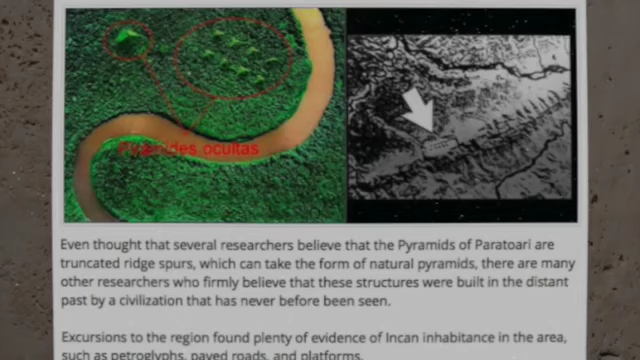 Piramides ocultas
Even thought that several researchers believe that the Pyramids of Paratoari are
truncated ridge spurs, which can take the form of natural pyramids, there are many
other researchers who firmly believe that these structures were built in the distant
past by a civilization that has never before been seen.
Excursions to the region found plenty of evidence of Incan inhabitance in the area,
such as petroglyphs, paved roads, and platforms.